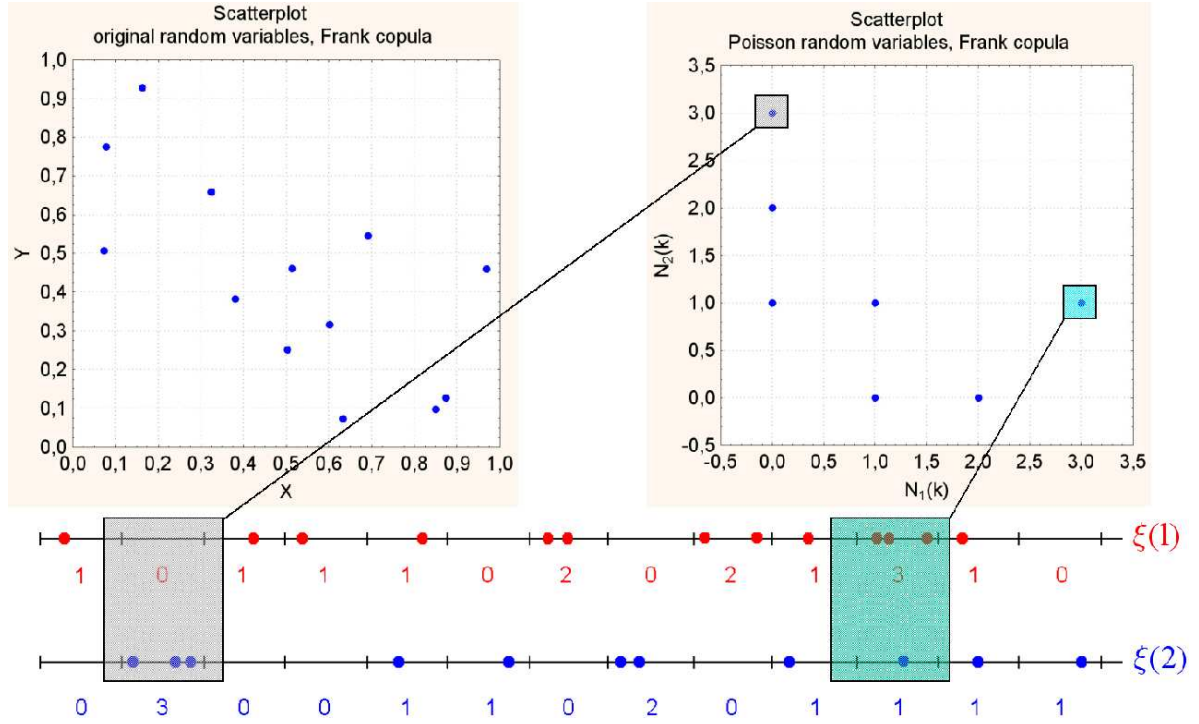 Scatterplot
original random variables, Frank copula
1,0
0,9
0,8
0,7
0,6
0,5
0,4
0,3
0,2
0,1
0,0
Y
0,0 0,1 0,2 0,3 0,4 0,5 0,6 0,7 0,8 0,9 1,0
X
Scatterplot
Poisson random variables, Frank copula
3,5
3,0
2,5
2,0
1,5
1,0
0,5
0,0
-0,5
N₂(k)
-0,5 0,0 0,5 1,0 1,5 2,0 2,5 3,0 3,5
N₁(k)
ξ(1)
1 0 1 1 1 0 2 0 2 1 3 1 0
ξ(2)
0 3 0 0 1 1 0 2 0 1 1 1 1